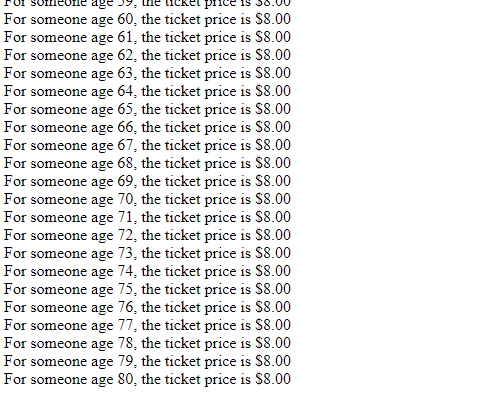 For someone age 59, the ticket price is $8.00
For someone age 60, the ticket price is $8.00
For someone age 61, the ticket price is $8.00
For someone age 62, the ticket price is $8.00
For someone age 63, the ticket price is $8.00
For someone age 64, the ticket price is $8.00
For someone age 65, the ticket price is $8.00
For someone age 66, the ticket price is $8.00
For someone age 67, the ticket price is $8.00
For someone age 68, the ticket price is $8.00
For someone age 69, the ticket price is $8.00
For someone age 70, the ticket price is $8.00
For someone age 71, the ticket price is $8.00
For someone age 72, the ticket price is $8.00
For someone age 73, the ticket price is $8.00
For someone age 74, the ticket price is $8.00
For someone age 75, the ticket price is $8.00
For someone age 76, the ticket price is $8.00
For someone age 77, the ticket price is $8.00
For someone age 78, the ticket price is $8.00
For someone age 79, the ticket price is $8.00
For someone age 80, the ticket price is $8.00